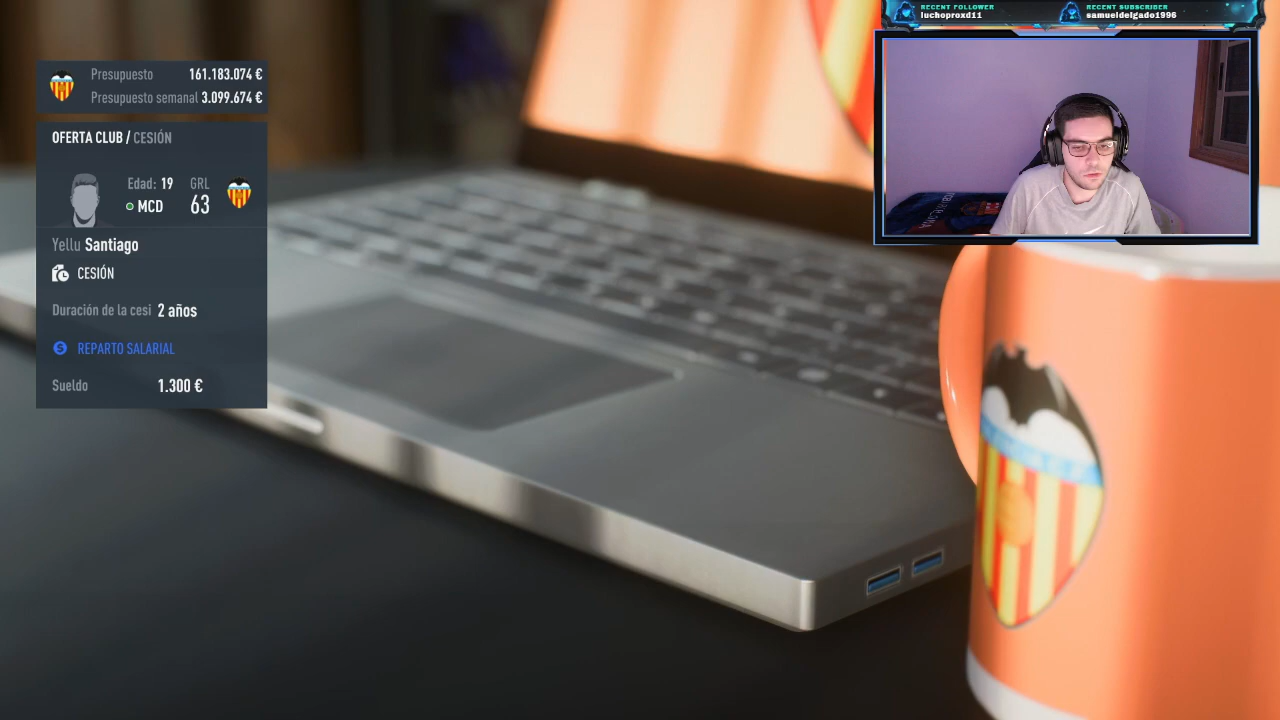 RECENT FOLLOWER
luchoproxd11
RECENT SUBSCRIBER
samueldelgado1996
Presupuesto 161.183.074 €
Presupuesto semanal 3.099.674 €
OFERTA CLUB / CESIÓN
Edad: 19 GRL
MCD 63
Yellu Santiago
CESIÓN
Duración de la cesi 2 años
REPARTO SALARIAL
Sueldo 1.300 €